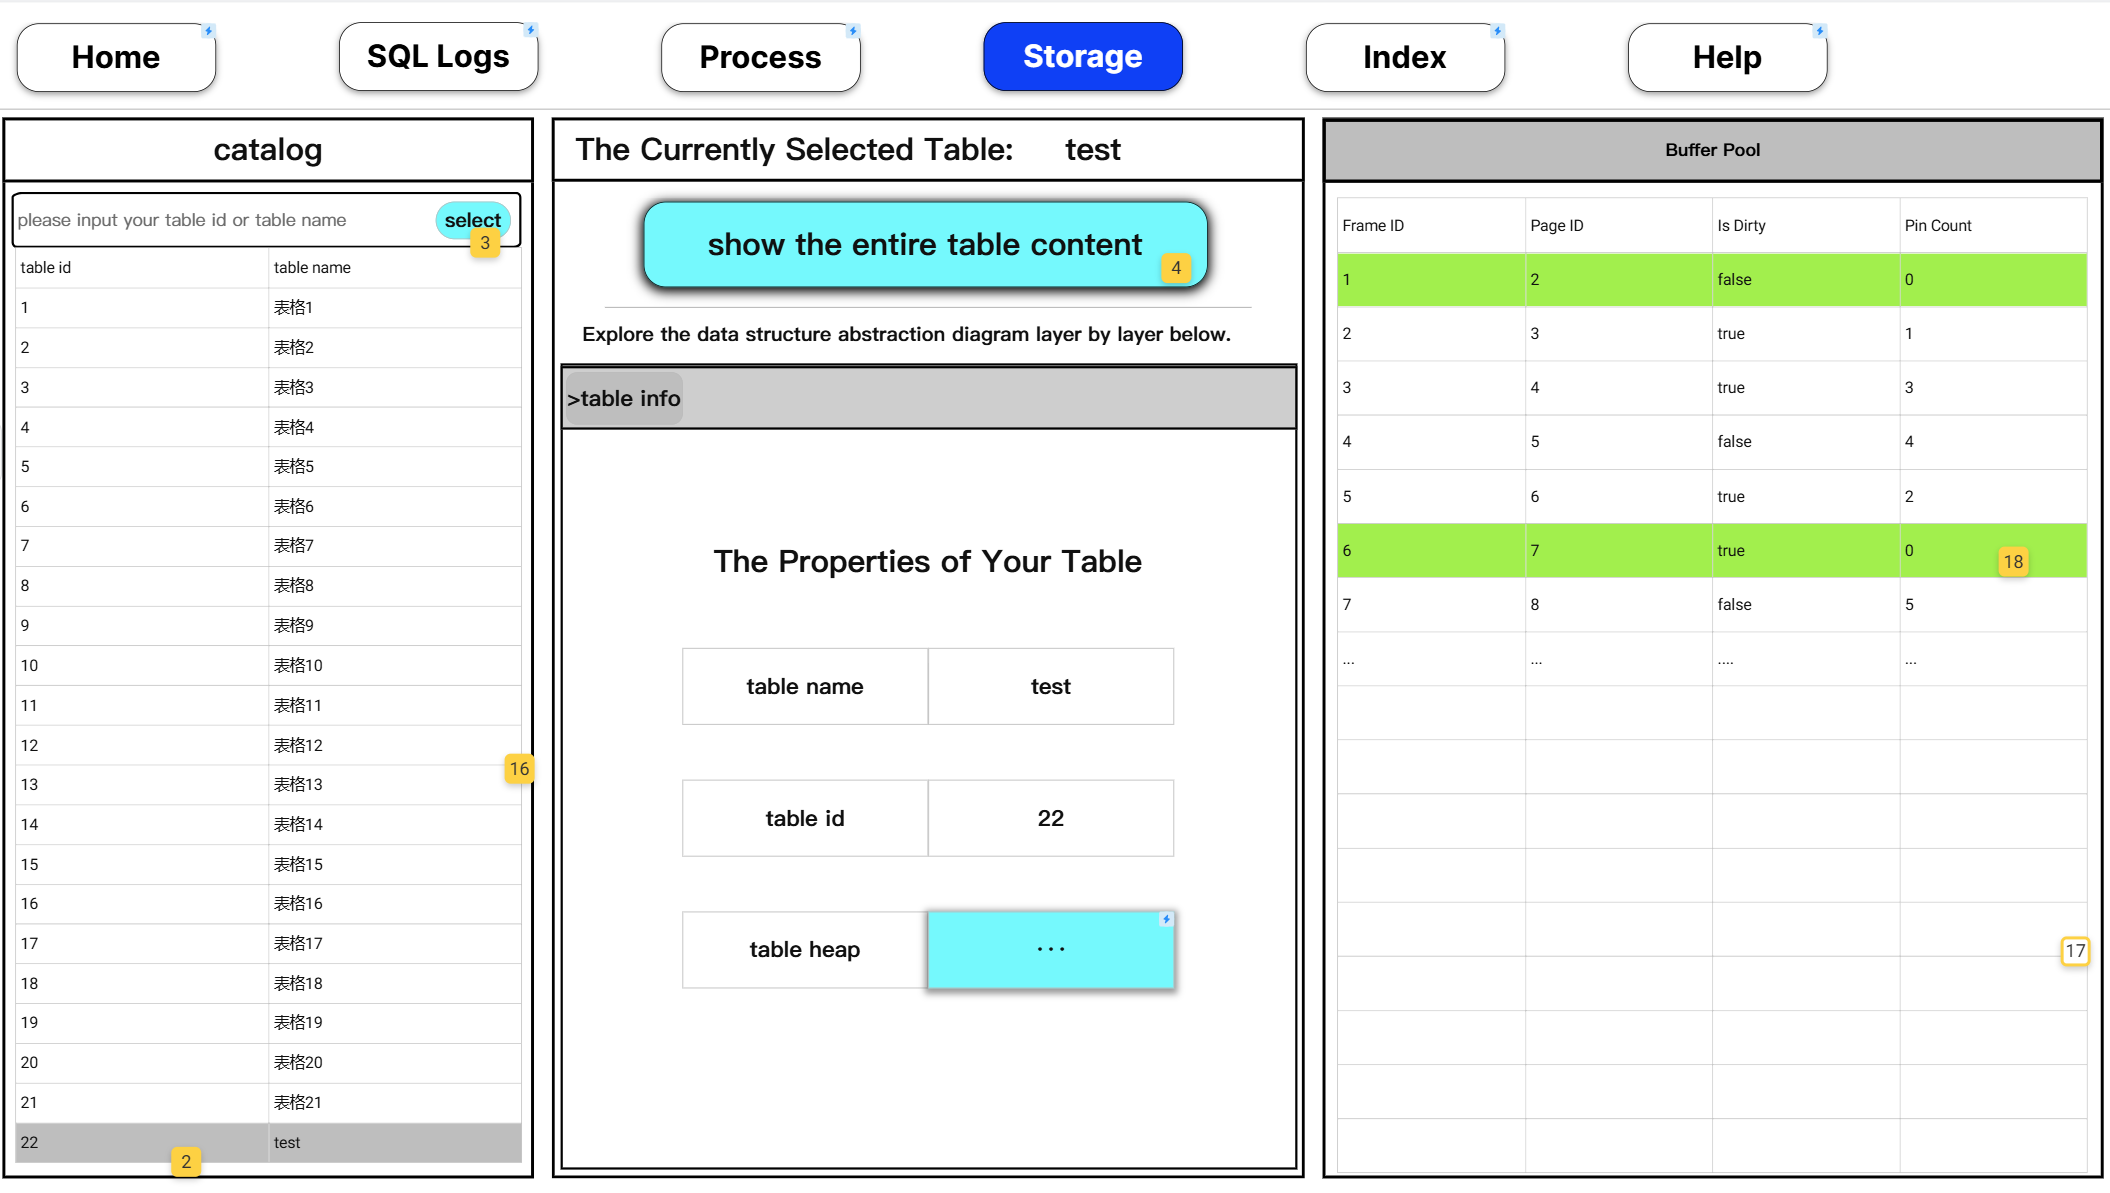 Home SQL Logs Process Storage Index Help
catalog
please input your table id or table name select
3
table id table name
1 表格1
2 表格2
3 表格3
4 表格4
5 表格5
6 表格6
7 表格7
8 表格8
9 表格9
10 表格10
11 表格11
12 表格12
16
13 表格13
14 表格14
15 表格15
16 表格16
17 表格17
18 表格18
19 表格19
20 表格20
21 表格21
22 test
2
The Currently Selected Table: test
show the entire table content
4
Explore the data structure abstraction diagram layer by layer below.
>table info
The Properties of Your Table
table name test
table id 22
table heap ...
Buffer Pool
Frame ID Page ID Is Dirty Pin Count
1 2 false 0
2 3 true 1
3 4 true 3
4 5 false 4
5 6 true 2
6 7 true 0
18
7 8 false 5
... ... .... ...
17